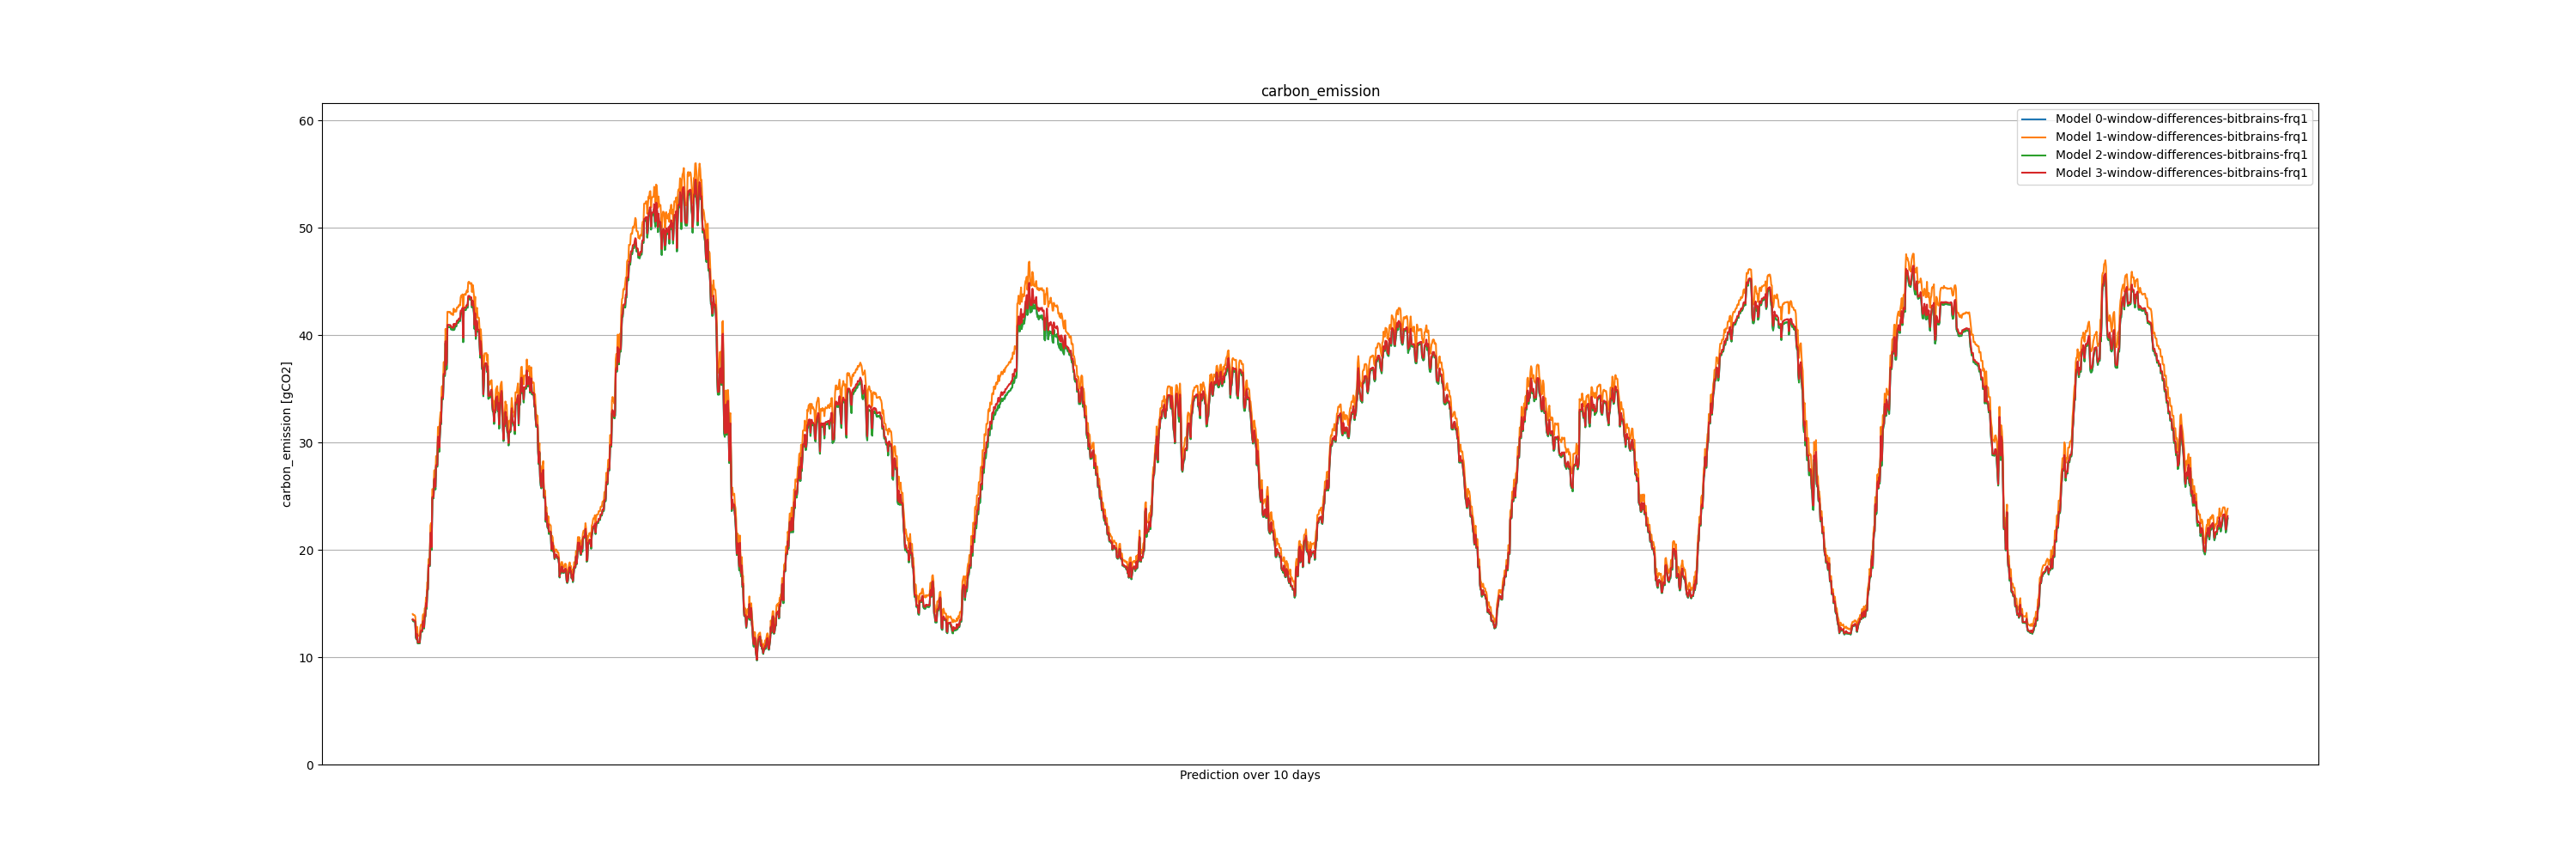 carbon_emission
60
50
40
30
20
10
0
carbon_emission [gCO2]
Model 0-window-differences-bitbrains-frq1
Model 1-window-differences-bitbrains-frq1
Model 2-window-differences-bitbrains-frq1
Model 3-window-differences-bitbrains-frq1
Prediction over 10 days